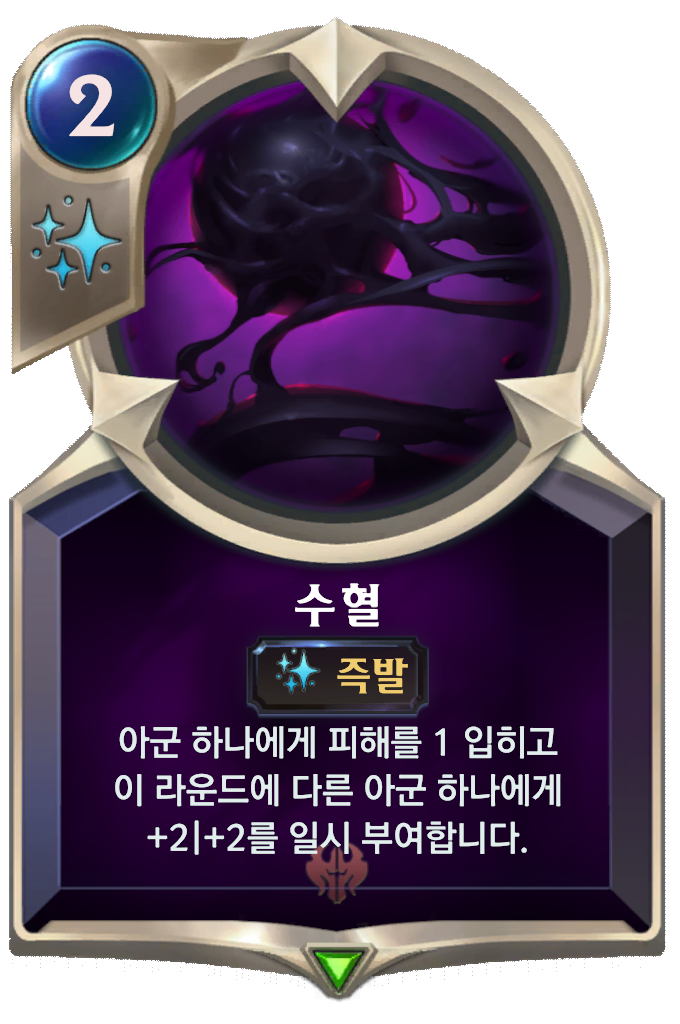 2
수혈
즉발
아군 하나에게 피해를 1 입히고
이 라운드에 다른 아군 하나에게
+2|+2를 일시 부여합니다.